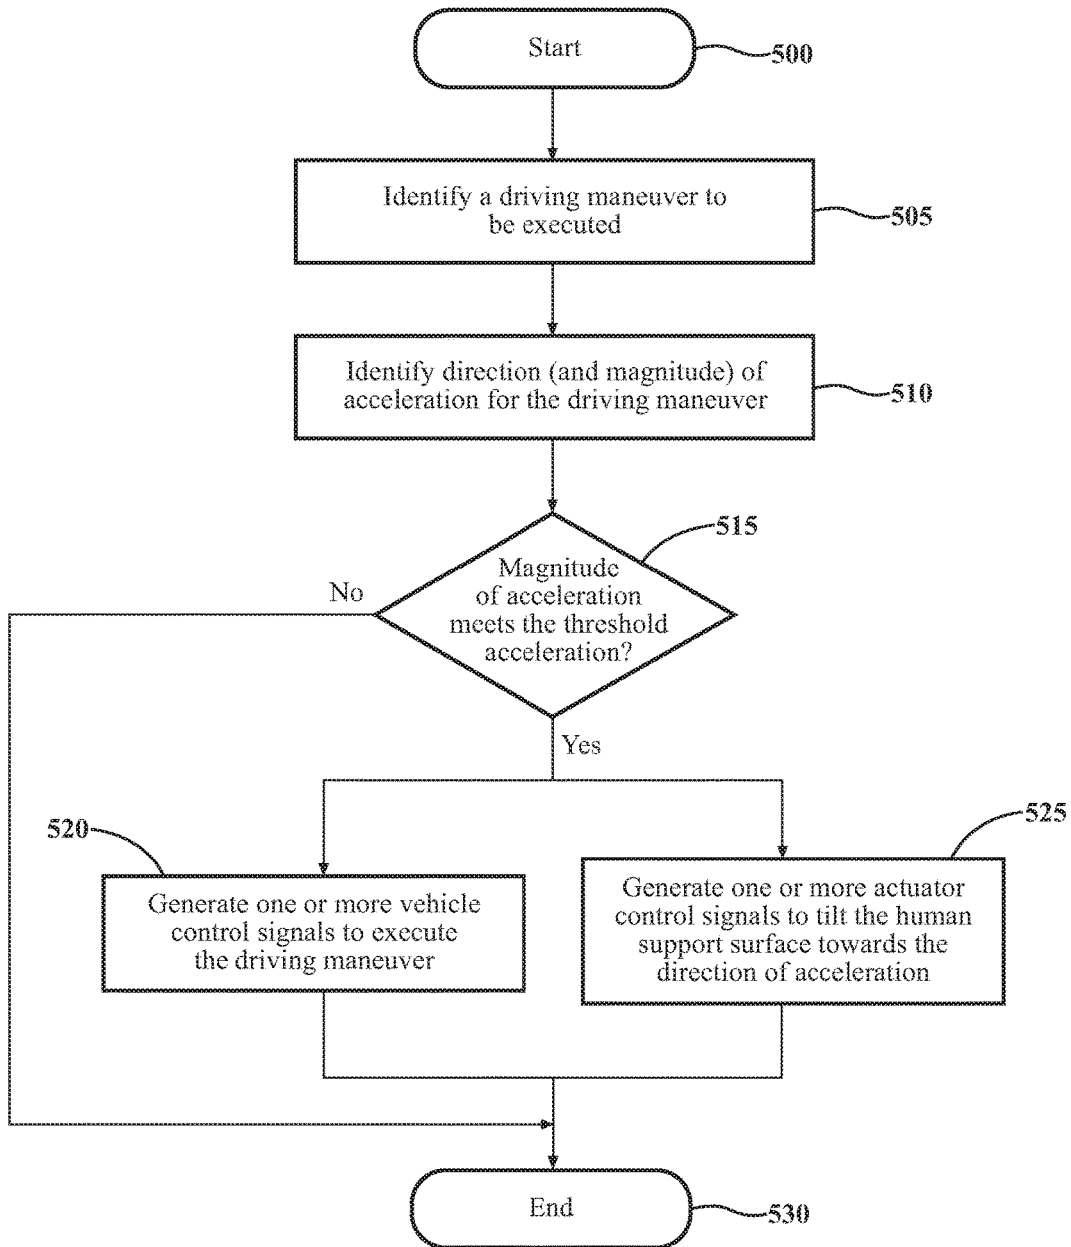 Start
500
Identify a driving maneuver to
be executed
505
Identify direction (and magnitude) of
acceleration for the driving maneuver
510
515
Magnitude
of acceleration
meets the threshold
acceleration?
No
Yes
520
525
Generate one or more vehicle
control signals to execute
the driving maneuver
Generate one or more actuator
control signals to tilt the human
support surface towards the
direction of acceleration
End
530